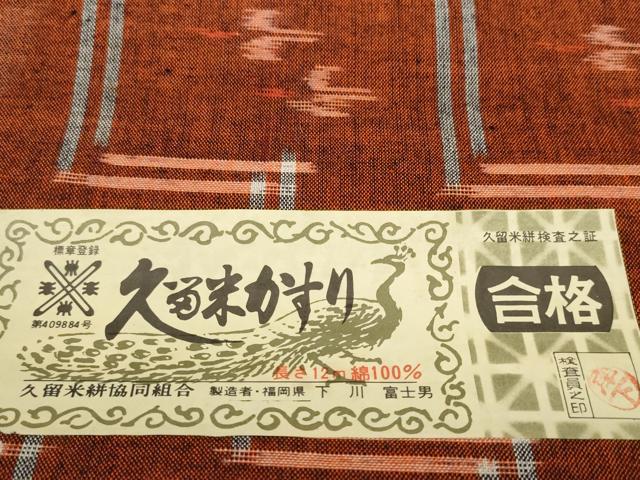 標章登録
第409884号
久留米かすり
長さ12m 綿100%
久留米絣協同組合 製造者・福岡県 下川 富士男
久留米絣検査之証
合格
検査員之印